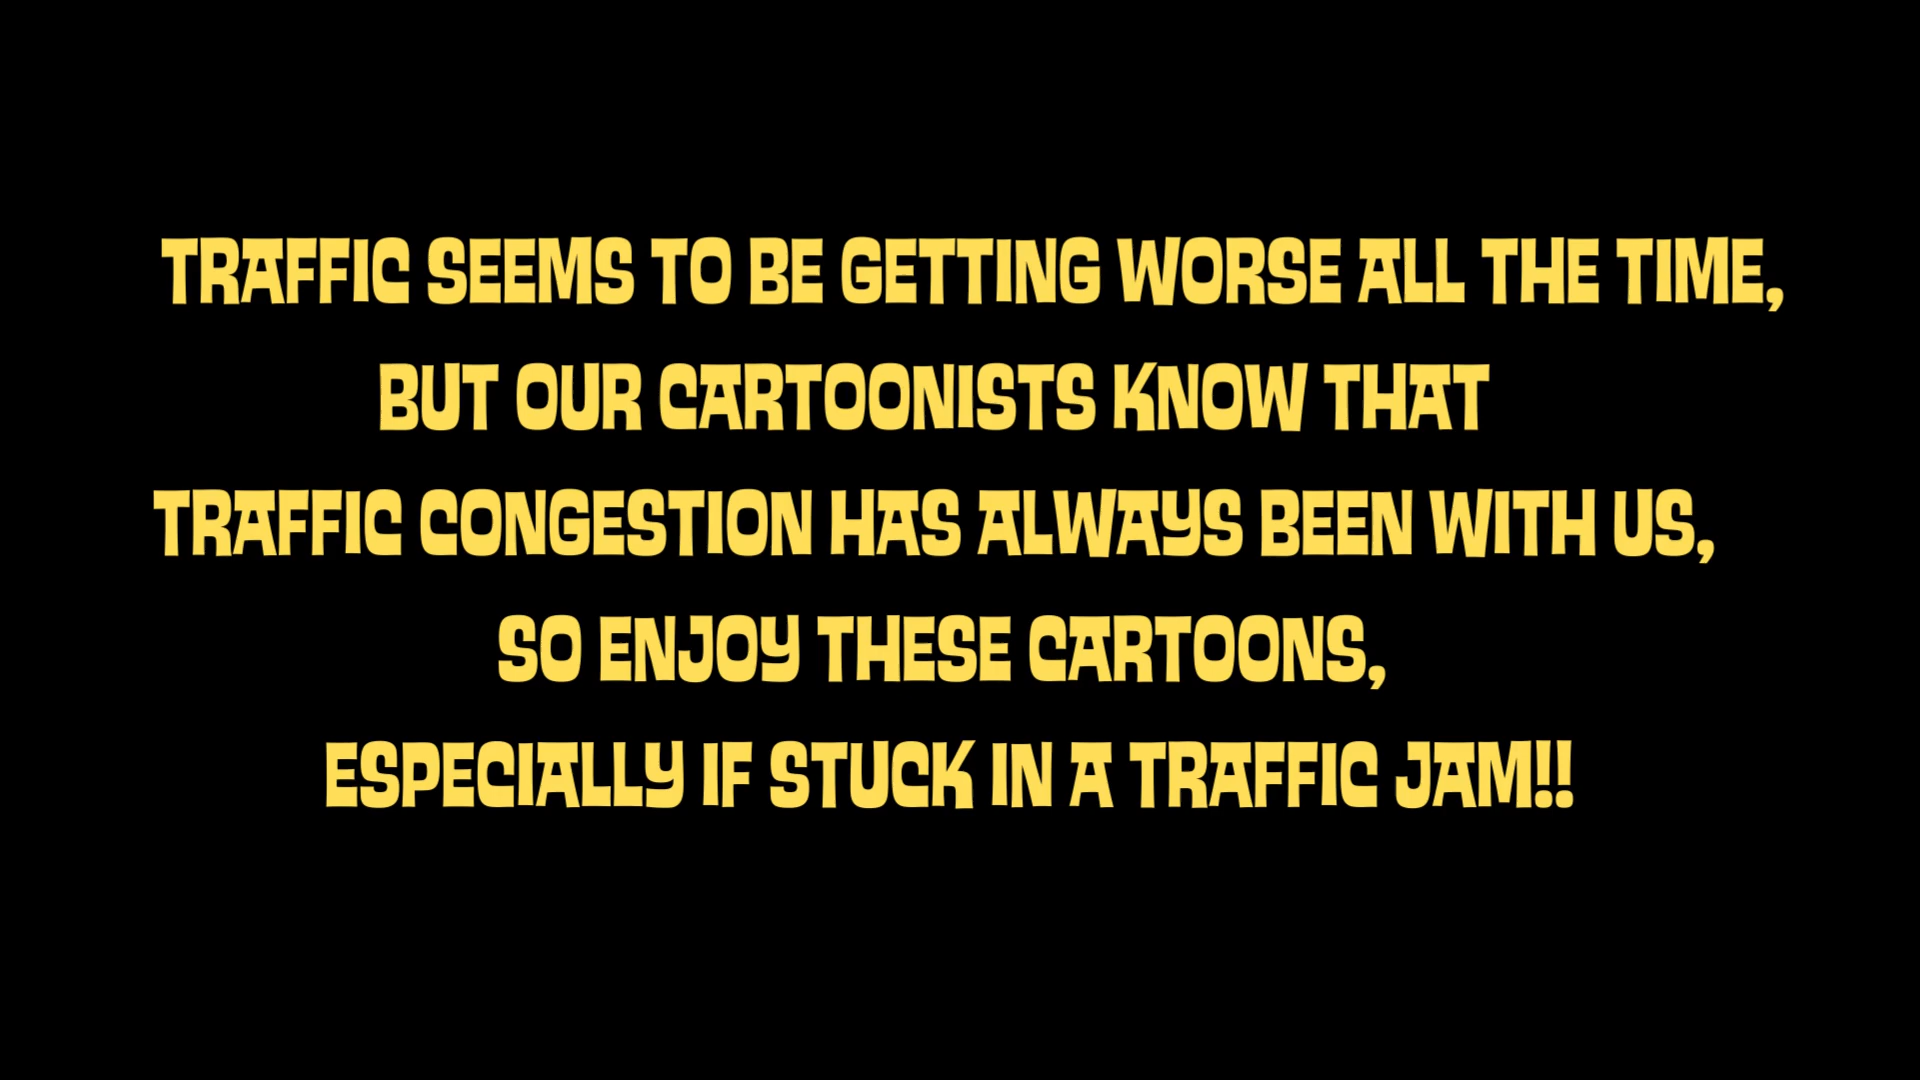 TRAFFIC SEEMS TO BE GETTING WORSE ALL THE TIME,
BUT OUR CARTOONISTS KNOW THAT
TRAFFIC CONGESTION HAS ALWAYS BEEN WITH US,
SO ENJOY THESE CARTOONS,
ESPECIALLY IF STUCK IN A TRAFFIC JAM!!